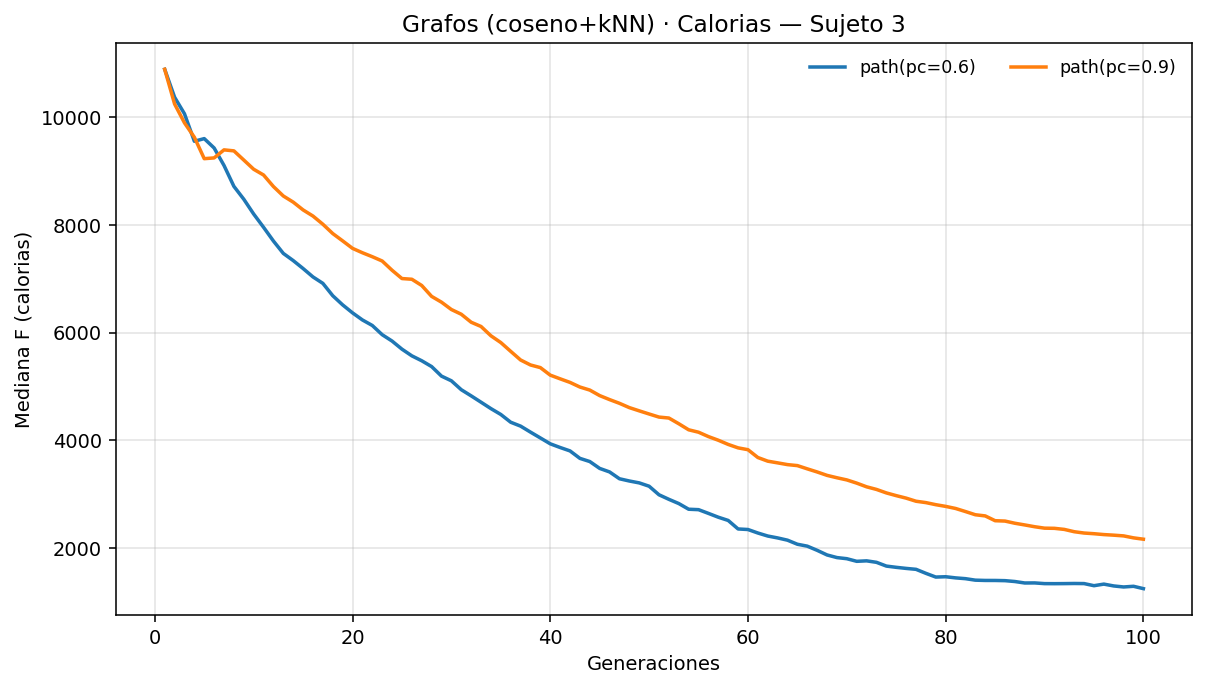 Grafos (coseno+kNN) · Calorias — Sujeto 3
path(pc=0.6)
path(pc=0.9)
Mediana F (calorias)
10000
8000
6000
4000
2000
0
20
40
60
80
100
Generaciones